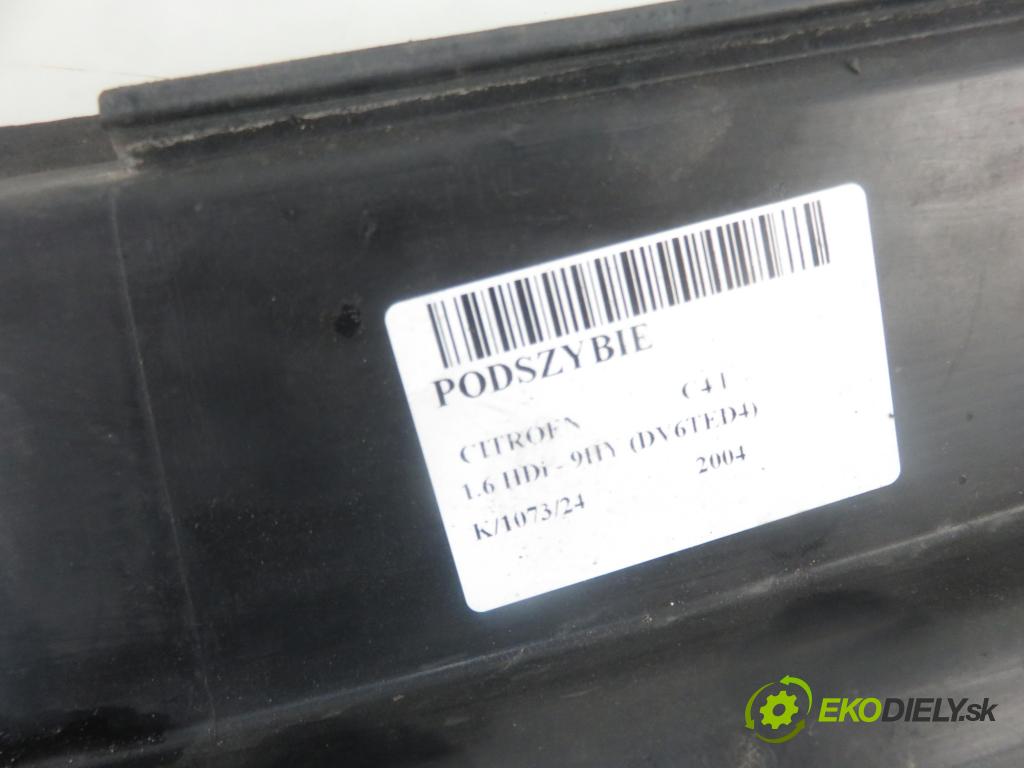 PODSZYBIE
CITROEN C4 I
1.6 HDi - 9HY (DV6TED4)
K/1073/24 2004
EKODIELY.sk